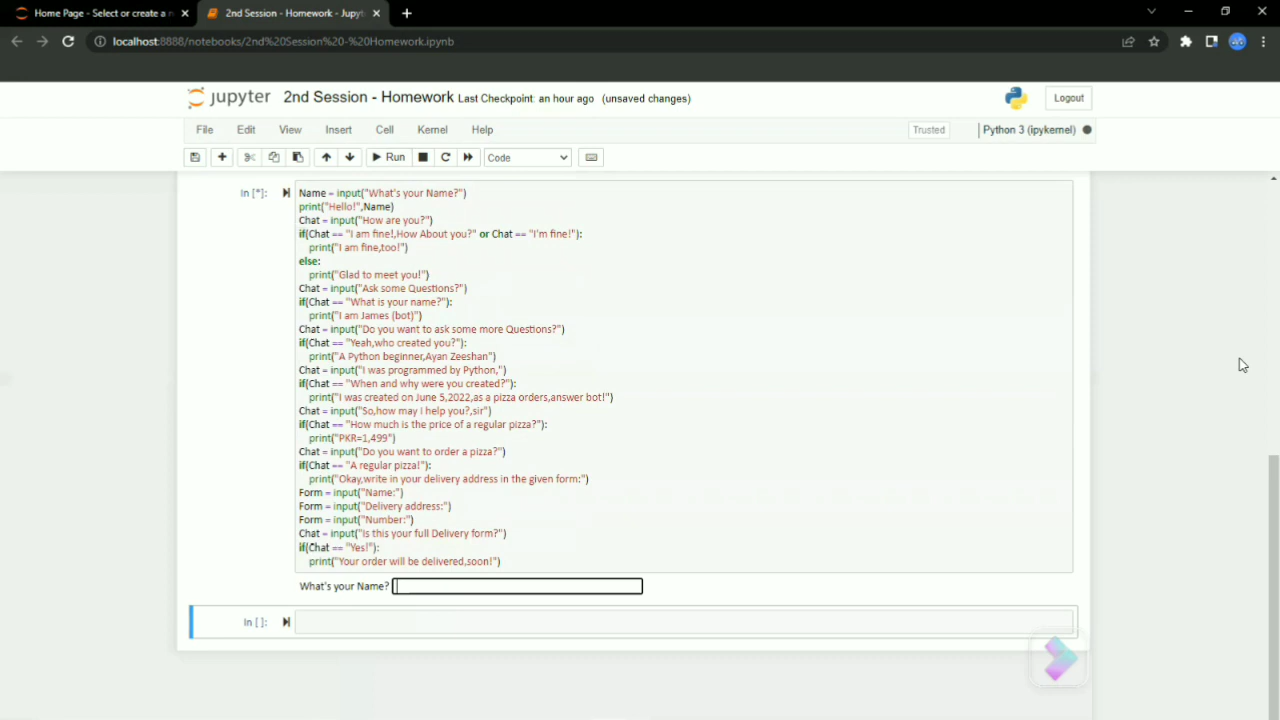 Home Page - Select or create a n
2nd Session - Homework - Jupyt
localhost:8888/notebooks/2nd%20Session%20-%20Homework.ipynb
jupyter 2nd Session - Homework Last Checkpoint: an hour ago (unsaved changes)
Logout
File Edit View Insert Cell Kernel Help
Trusted
Python 3 (ipykernel)
Run
Code
In [*]:
Name = input("What's your Name?")
print("Hello!",Name)
Chat = input("How are you?")
if(Chat == "I am fine!,How About you?" or Chat == "I'm fine!"):
print("I am fine,too!")
else:
print("Glad to meet you!")
Chat = input("Ask some Questions?")
if(Chat == "What is your name?"):
print("I am James (bot)")
Chat = input("Do you want to ask some more Questions?")
if(Chat == "Yeah,who created you?"):
print("A Python beginner,Ayan Zeeshan")
Chat = input("I was programmed by Python,")
if(Chat == "When and why were you created?"):
print("I was created on June 5,2022,as a pizza orders,answer bot!")
Chat = input("So,how may I help you?,sir")
if(Chat == "How much is the price of a regular pizza?"):
print("PKR=1,499")
Chat = input("Do you want to order a pizza?")
if(Chat == "A regular pizza!"):
print("Okay,write in your delivery address in the given form:")
Form = input("Name:")
Form = input("Delivery address:")
Form = input("Number:")
Chat = input("Is this your full Delivery form?")
if(Chat == "Yes!"):
print("Your order will be delivered,soon!")
What's your Name?
In [ ]: